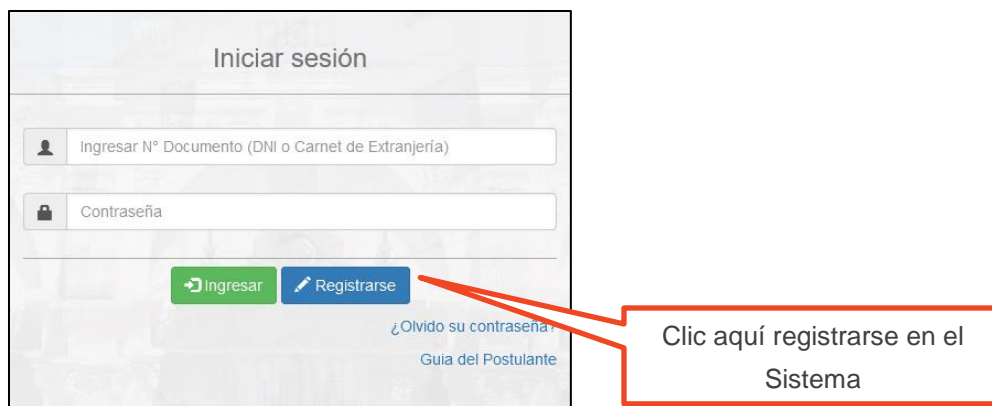 Iniciar sesión
Ingresar N° Documento (DNI o Carnet de Extranjería)
Contraseña
Ingresar
Registrarse
¿Olvido su contraseña?
Guia del Postulante
Clic aquí registrarse en el
Sistema